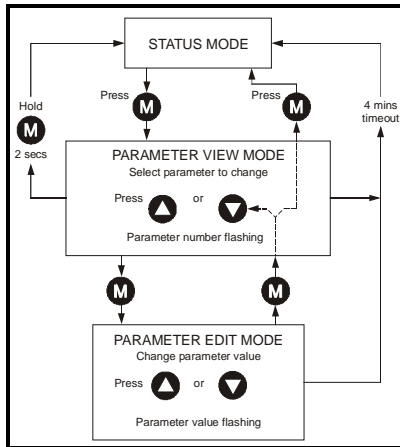 STATUS MODE
Press M
Press M
Hold
M
2 secs
4 mins
timeout
PARAMETER VIEW MODE
Select parameter to change
Press or
Parameter number flashing
M M
PARAMETER EDIT MODE
Change parameter value
Press or
Parameter value flashing